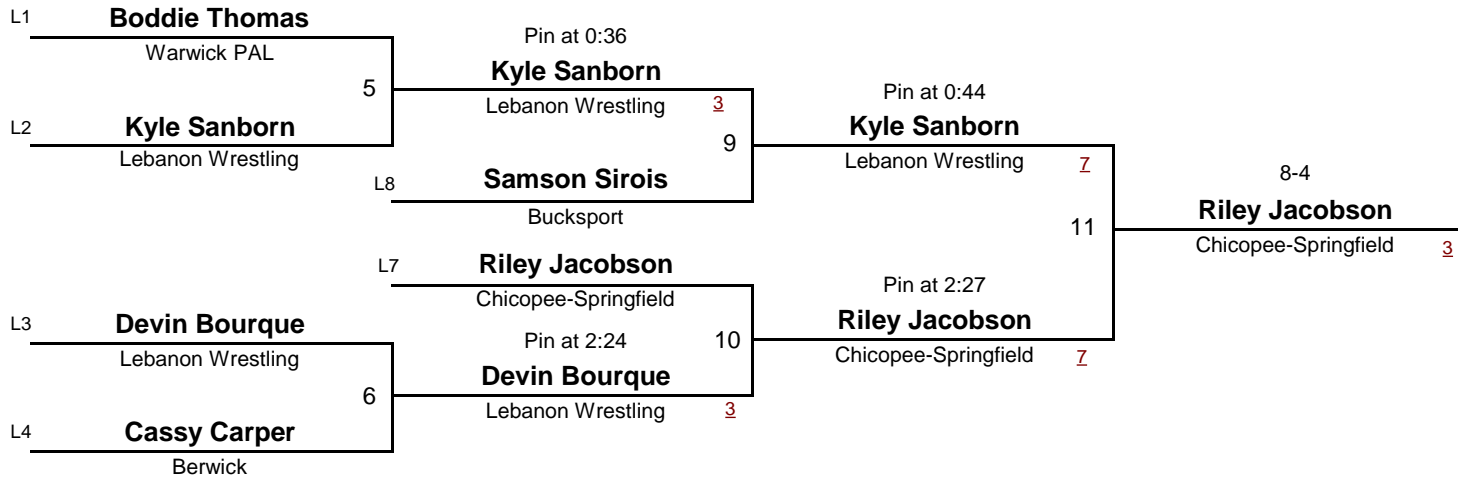 L1
Boddie Thomas
Warwick PAL
5
L2
Kyle Sanborn
Lebanon Wrestling
Pin at 0:36
Kyle Sanborn
Lebanon Wrestling 3
9
L8
Samson Sirois
Bucksport
Pin at 0:44
Kyle Sanborn
Lebanon Wrestling 7
11
8-4
Riley Jacobson
Chicopee-Springfield 3
L7
Riley Jacobson
Chicopee-Springfield
10
Pin at 2:27
Riley Jacobson
Chicopee-Springfield 7
L3
Devin Bourque
Lebanon Wrestling
6
Pin at 2:24
Devin Bourque
Lebanon Wrestling 3
L4
Cassy Carper
Berwick